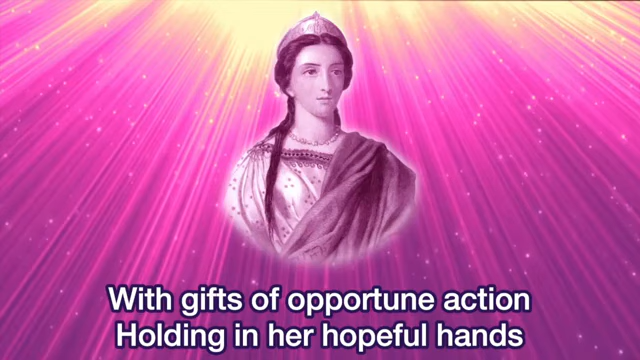 With gifts of opportune action
Holding in her hopeful hands